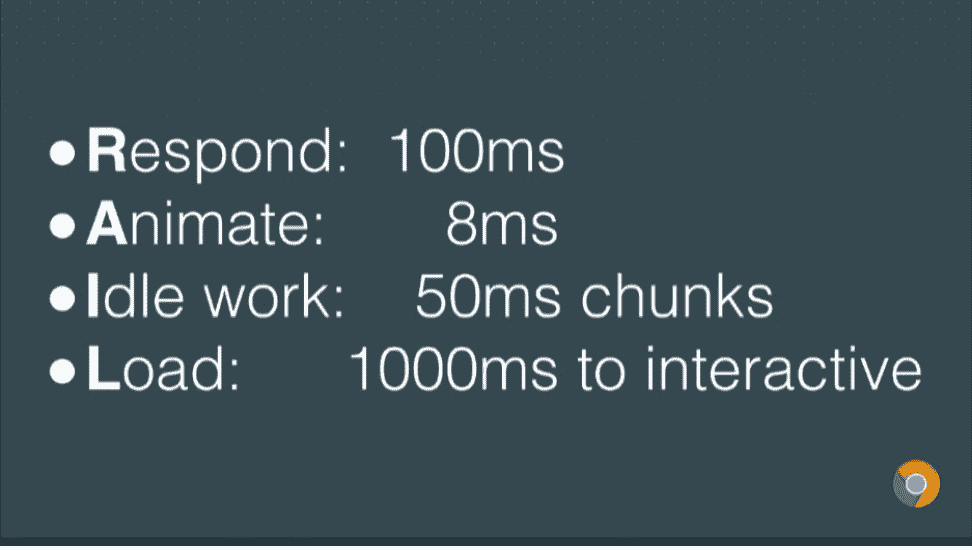 •Respond: 100ms
•Animate: 8ms
•Idle work: 50ms chunks
•Load: 1000ms to interactive